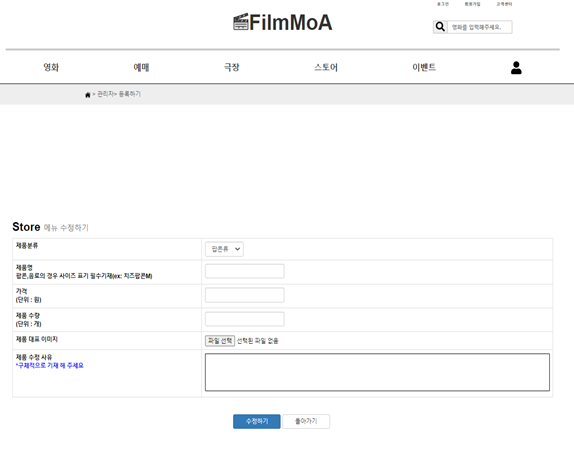 로그인 회원가입 고객센터
FilmMoA
영화를 입력해주세요.
영화 예매 극장 스토어 이벤트
> 관리자> 등록하기
Store 메뉴 수정하기
제품분류
팝콘류
제품명
팝콘,음료의 경우 사이즈 표기 필수기재(ex: 치즈팝콘M)
가격
(단위 : 원)
제품 수량
(단위 : 개)
제품 대표 이미지
파일 선택 선택된 파일 없음
제품 수정 사유
*구체적으로 기재 해 주세요
수정하기 돌아가기